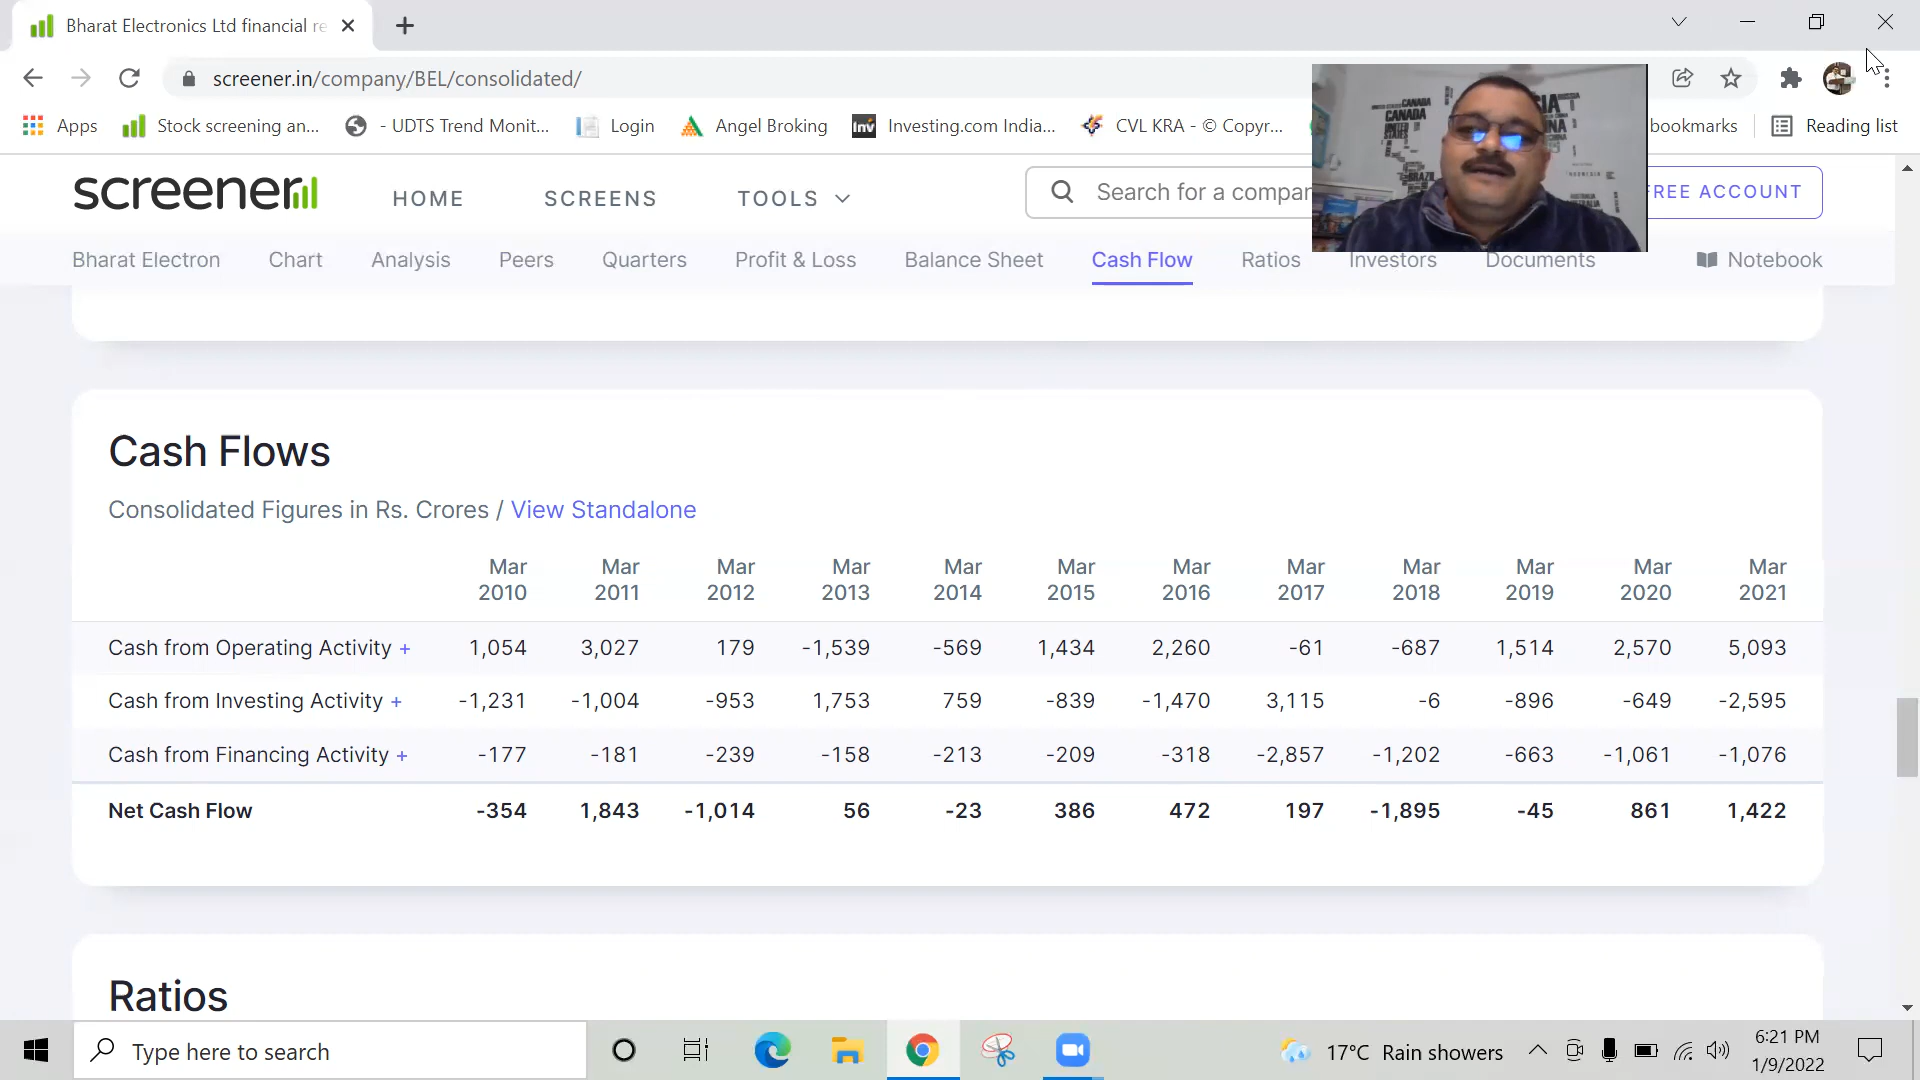 Bharat Electronics Ltd financial re
screener.in/company/BEL/consolidated/
Apps Stock screening an... - UDTS Trend Monit... Login Angel Broking Inv Investing.com India... CVL KRA - © Copyr... bookmarks Reading list
screener HOME SCREENS TOOLS Search for a compan FREE ACCOUNT
Bharat Electron Chart Analysis Peers Quarters Profit & Loss Balance Sheet Cash Flow Ratios Investors Documents Notebook
CANADA
Cash Flows
Consolidated Figures in Rs. Crores / View Standalone
Mar 2010 Mar 2011 Mar 2012 Mar 2013 Mar 2014 Mar 2015 Mar 2016 Mar 2017 Mar 2018 Mar 2019 Mar 2020 Mar 2021
Cash from Operating Activity + 1,054 3,027 179 -1,539 -569 1,434 2,260 -61 -687 1,514 2,570 5,093
Cash from Investing Activity + -1,231 -1,004 -953 1,753 759 -839 -1,470 3,115 -6 -896 -649 -2,595
Cash from Financing Activity + -177 -181 -239 -158 -213 -209 -318 -2,857 -1,202 -663 -1,061 -1,076
Net Cash Flow -354 1,843 -1,014 56 -23 386 472 197 -1,895 -45 861 1,422
Ratios
Type here to search 17°C Rain showers 6:21 PM
1/9/2022